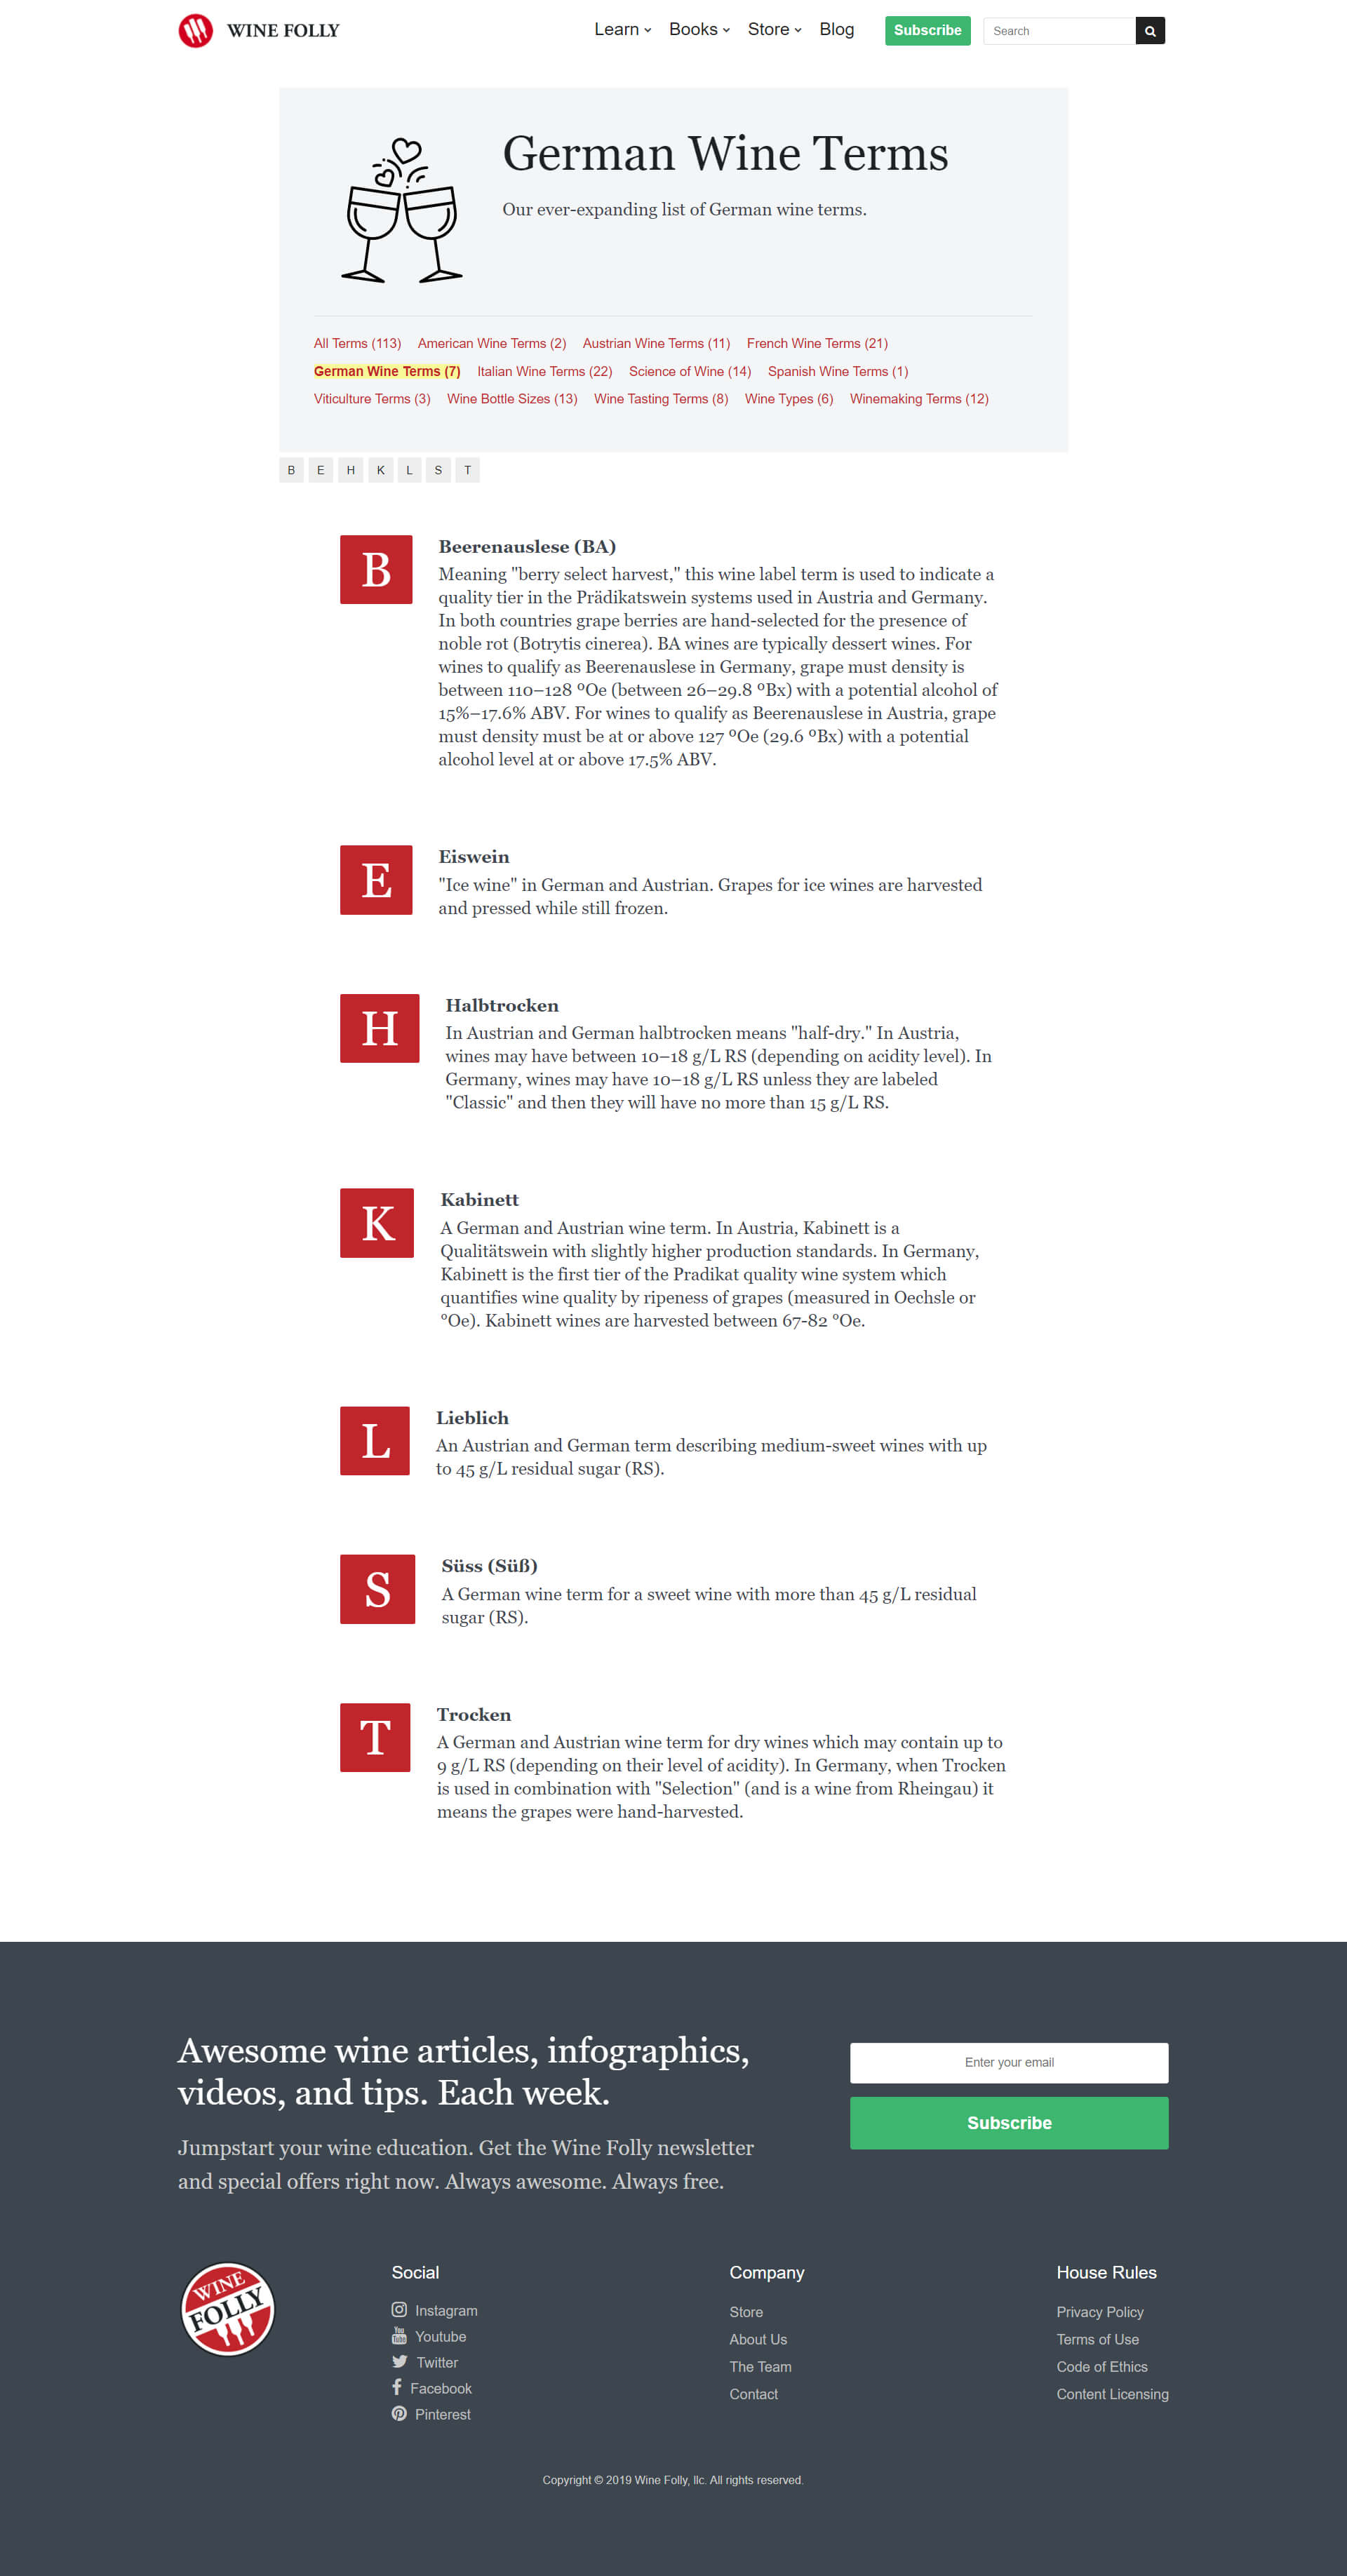 WINE FOLLY
Learn Books Store Blog Subscribe Search
German Wine Terms
Our ever-expanding list of German wine terms.
All Terms (113) American Wine Terms (2) Austrian Wine Terms (11) French Wine Terms (21)
German Wine Terms (7) Italian Wine Terms (22) Science of Wine (14) Spanish Wine Terms (1)
Viticulture Terms (3) Wine Bottle Sizes (13) Wine Tasting Terms (8) Wine Types (6) Winemaking Terms (12)
B E H K L S T
B
Beerenauslese (BA)
Meaning "berry select harvest," this wine label term is used to indicate a
quality tier in the Prädikatswein systems used in Austria and Germany.
In both countries grape berries are hand-selected for the presence of
noble rot (Botrytis cinerea). BA wines are typically dessert wines. For
wines to qualify as Beerenauslese in Germany, grape must density is
between 110–128 ºOe (between 26–29.8 ºBx) with a potential alcohol of
15%–17.6% ABV. For wines to qualify as Beerenauslese in Austria, grape
must density must be at or above 127 ºOe (29.6 ºBx) with a potential
alcohol level at or above 17.5% ABV.
E
Eiswein
"Ice wine" in German and Austrian. Grapes for ice wines are harvested
and pressed while still frozen.
H
Halbtrocken
In Austrian and German halbtrocken means "half-dry." In Austria,
wines may have between 10–18 g/L RS (depending on acidity level). In
Germany, wines may have 10–18 g/L RS unless they are labeled
"Classic" and then they will have no more than 15 g/L RS.
K
Kabinett
A German and Austrian wine term. In Austria, Kabinett is a
Qualitätswein with slightly higher production standards. In Germany,
Kabinett is the first tier of the Pradikat quality wine system which
quantifies wine quality by ripeness of grapes (measured in Oechsle or
°Oe). Kabinett wines are harvested between 67-82 °Oe.
L
Lieblich
An Austrian and German term describing medium-sweet wines with up
to 45 g/L residual sugar (RS).
S
Süss (Süß)
A German wine term for a sweet wine with more than 45 g/L residual
sugar (RS).
T
Trocken
A German and Austrian wine term for dry wines which may contain up to
9 g/L RS (depending on their level of acidity). In Germany, when Trocken
is used in combination with "Selection" (and is a wine from Rheingau) it
means the grapes were hand-harvested.
Awesome wine articles, infographics,
videos, and tips. Each week.
Jumpstart your wine education. Get the Wine Folly newsletter
and special offers right now. Always awesome. Always free.
Enter your email
Subscribe
WINE
FOLLY
Social
Instagram
You
Tube
Youtube
Twitter
Facebook
Pinterest
Company
Store
About Us
The Team
Contact
House Rules
Privacy Policy
Terms of Use
Code of Ethics
Content Licensing
Copyright © 2019 Wine Folly, llc. All rights reserved.